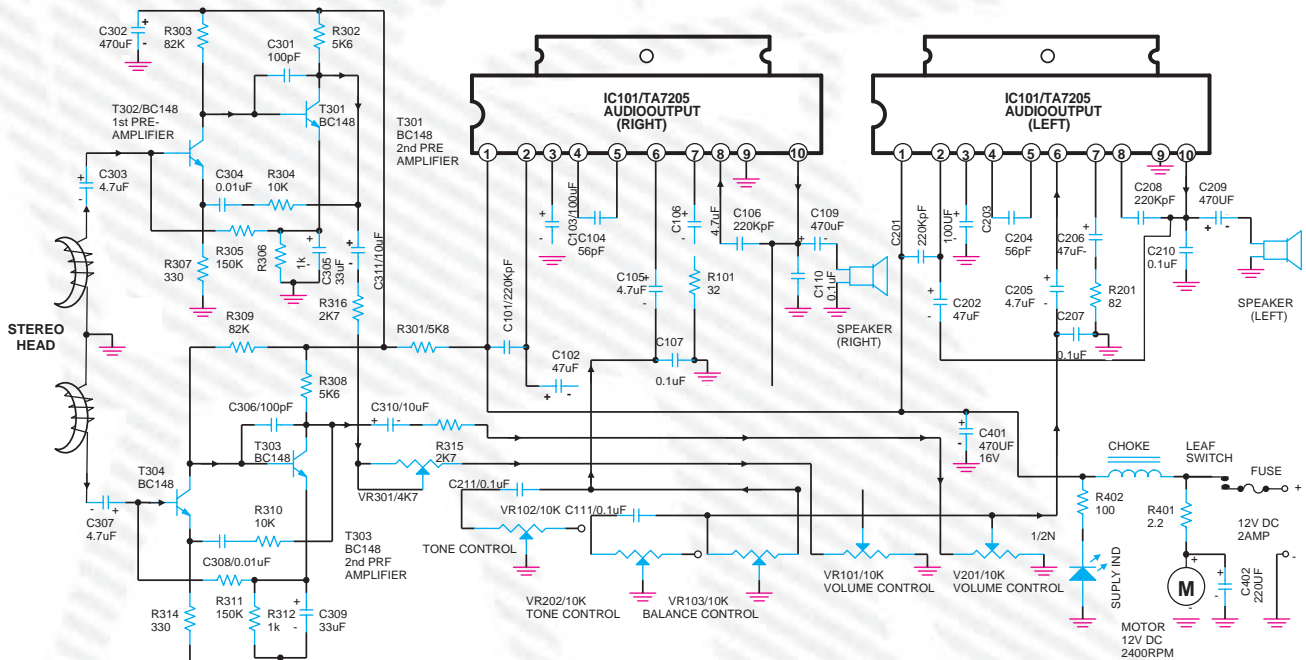 C302
470uF
+
-
R303
82K
C301
100pF
R302
5K6
T302/BC148
1st PRE-
AMPLIFIER
T301
BC148
T301
BC148
2nd PRE
AMPLIFIER
+
-
C303
4.7uF
C304
0.01uF
R304
10K
R305
150K
R306
1k
+
-
C305
33uF
+
-
C311/10uF
R307
330
R316
2K7
STEREO
HEAD
R309
82K
R301/5K8
R308
5K6
C306/100pF
T303
BC148
C310/10uF
+
-
R315
2K7
VR301/4K7
T304
BC148
-
+
C307
4.7uF
R310
10K
C308/0.01uF
T303
BC148
2nd PRF
AMPLIFIER
R314
330
R311
150K
R312
1k
+
-
C309
33uF
IC101/TA7205
AUDIOOUTPUT
(RIGHT)
1
2
3
4
5
6
7
8
9
10
+
-
C103/100uF
C104
56pF
C105
4.7uF
+
-
C106
+
-
4.7uF
R101
32
C106
220KpF
C109
470uF
+
-
C110
0.1uF
SPEAKER
(RIGHT)
C101/220KpF
C102
47uF
+
-
C107
0.1uF
IC101/TA7205
AUDIOOUTPUT
(LEFT)
1
2
3
4
5
6
7
8
9
10
C201
220KpF
100UF
+
-
C203
C204
56pF
C206
47uF
+
-
C208
220KpF
C209
470UF
+
-
C210
0.1uF
C202
47uF
+
-
C205
4.7uF
+
-
R201
82
C207
0.1uF
SPEAKER
(LEFT)
+
-
C401
470UF
16V
CHOKE
LEAF
SWITCH
FUSE
+
12V DC
2AMP
-
R402
100
R401
2.2
SUPLY IND
M
+
-
+
-
C402
220UF
MOTOR
12V DC
2400RPM
C211/0.1uF
VR102/10K
TONE CONTROL
C111/0.1uF
VR202/10K
TONE CONTROL
VR103/10K
BALANCE CONTROL
VR101/10K
VOLUME CONTROL
V201/10K
VOLUME CONTROL
1/2N